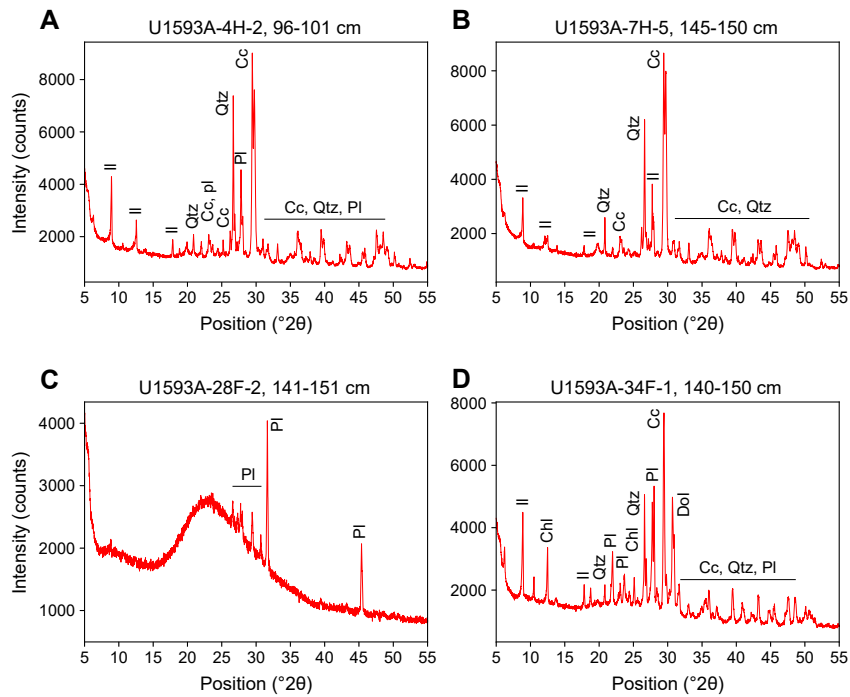 A
U1593A-4H-2, 96-101 cm
Intensity (counts)
8000
6000
4000
2000
Il
Il
Il
Qtz
Cc, pl
Cc
Qtz
Pl
Cc
Cc, Qtz, Pl
5 10 15 20 25 30 35 40 45 50 55
Position (°2θ)
B
U1593A-7H-5, 145-150 cm
8000
6000
4000
2000
Il
Il
Il
Qtz
Cc
Qtz
Il
Cc
Cc, Qtz
5 10 15 20 25 30 35 40 45 50 55
Position (°2θ)
C
U1593A-28F-2, 141-151 cm
Intensity (counts)
4000
3000
2000
1000
Pl
Pl
Pl
5 10 15 20 25 30 35 40 45 50 55
Position (°2θ)
D
U1593A-34F-1, 140-150 cm
8000
6000
4000
2000
Il
Chl
Il
Qtz
Pl
Pl
Chl
Qtz
Pl
Cc
Dol
Cc, Qtz, Pl
5 10 15 20 25 30 35 40 45 50 55
Position (°2θ)